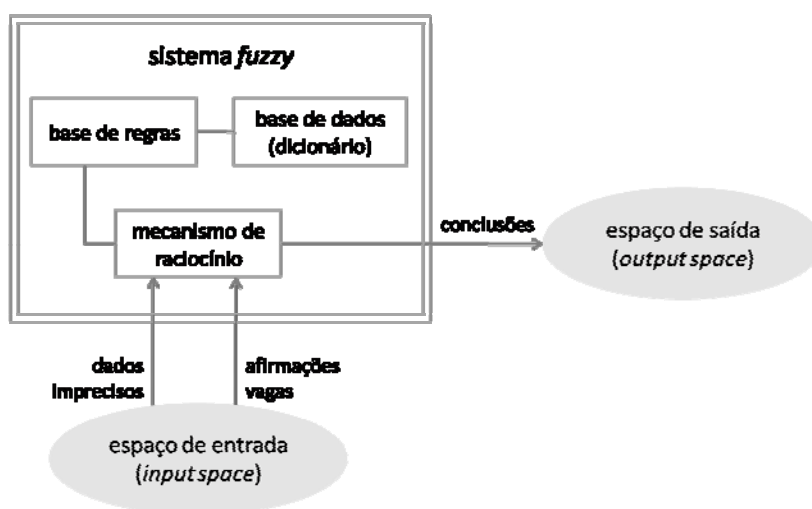 sistema fuzzy
base de regras
base de dados
(dicionário)
mecanismo de
raciocínio
conclusões
espaço de saída
(output space)
dados
imprecisos
afirmações
vagas
espaço de entrada
(input space)